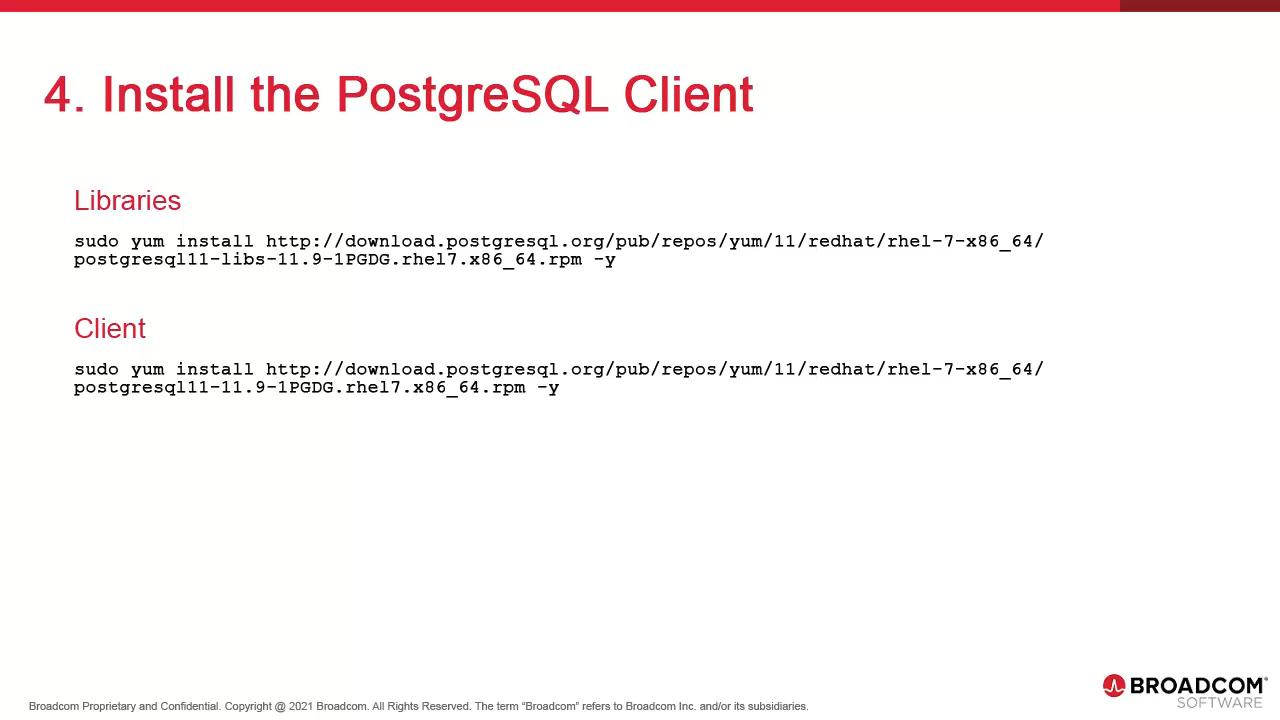 4. Install the PostgreSQL Client
Libraries
sudo yum install http://download.postgresql.org/pub/repos/yum/11/redhat/rhel-7-x86_64/
postgresql11-libs-11.9-1PGDG.rhel7.x86_64.rpm -y
Client
sudo yum install http://download.postgresql.org/pub/repos/yum/11/redhat/rhel-7-x86_64/
postgresql11-11.9-1PGDG.rhel7.x86_64.rpm -y
BROADCOM®
SOFTWARE
Broadcom Proprietary and Confidential. Copyright @ 2021 Broadcom. All Rights Reserved. The term “Broadcom” refers to Broadcom Inc. and/or its subsidiaries.